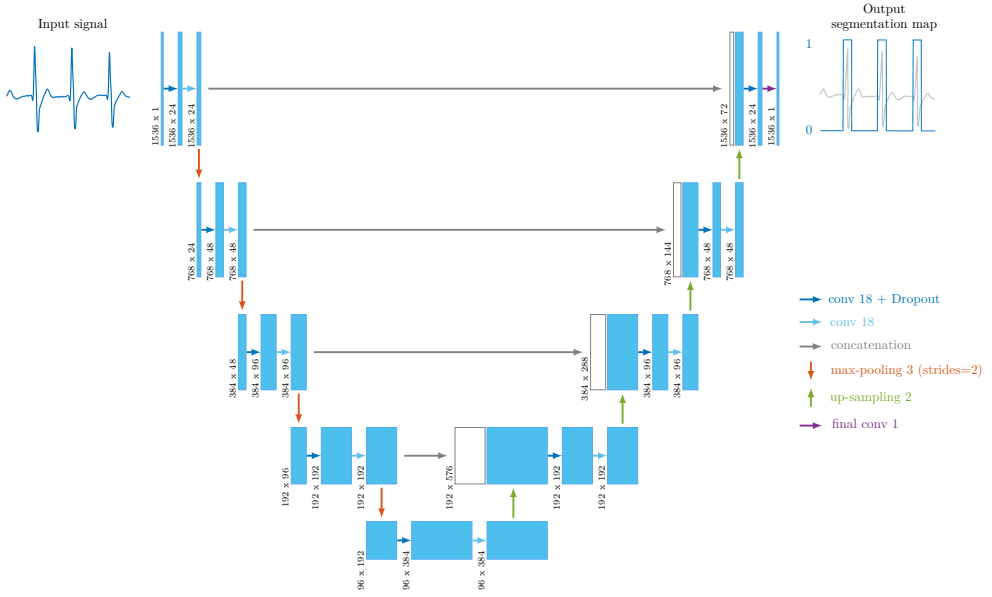 Input signal
Output
segmentation map
1
0
1536 x 1
1536 x 24
1536 x 24
1536 x 72
1536 x 24
1536 x 1
768 x 24
768 x 48
768 x 48
768 x 144
768 x 48
768 x 48
384 x 48
384 x 96
384 x 96
384 x 288
384 x 96
384 x 96
192 x 96
192 x 192
192 x 192
192 x 576
192 x 192
192 x 192
96 x 192
96 x 384
96 x 384
conv 18 + Dropout
conv 18
concatenation
max-pooling 3 (strides=2)
up-sampling 2
final conv 1